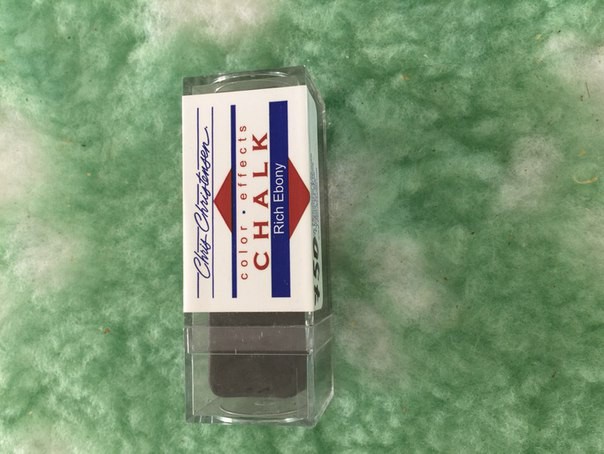 Chris Christensen
color • effects
CHALK
Rich Ebony